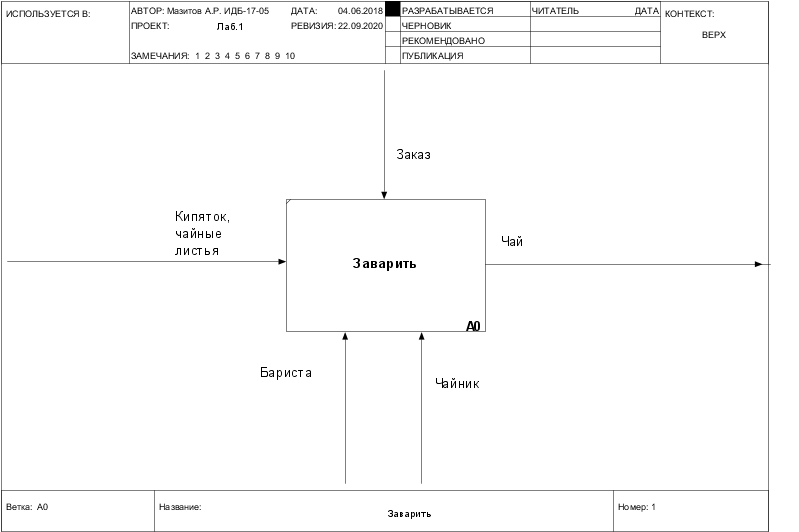 ИСПОЛЬЗУЕТСЯ В:
АВТОР: Мазитов А.Р. ИДБ-17-05
ДАТА: 04.06.2018
ПРОЕКТ: Лаб.1
РЕВИЗИЯ: 22.09.2020
ЗАМЕЧАНИЯ: 1 2 3 4 5 6 7 8 9 10
РАЗРАБАТЫВАЕТСЯ
ЧЕРНОВИК
РЕКОМЕНДОВАНО
ПУБЛИКАЦИЯ
ЧИТАТЕЛЬ ДАТА
КОНТЕКСТ:
ВЕРХ
Заказ
Кипяток,
чайные
листья
Заварить
A0
Чай
Бариста
Чайник
Ветка: A0
Название:
Заварить
Номер: 1